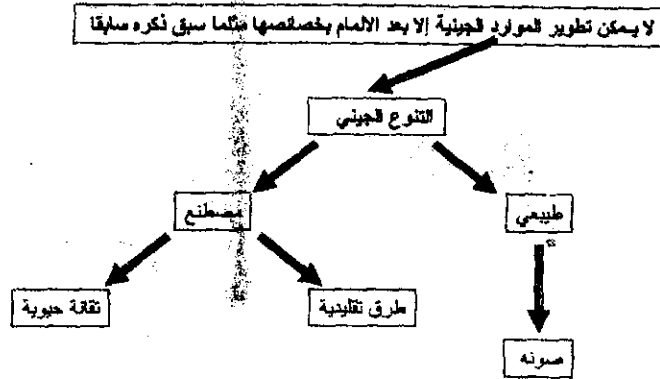 لا يمكن تطوير الموارد الجينية إلا بعد الالمام بخصائصها مثلما سبق ذكره سابقا
التنوع الجيني
طبيعي
مصطنع
طرق تقليدية
تقانة حيوية
صونه